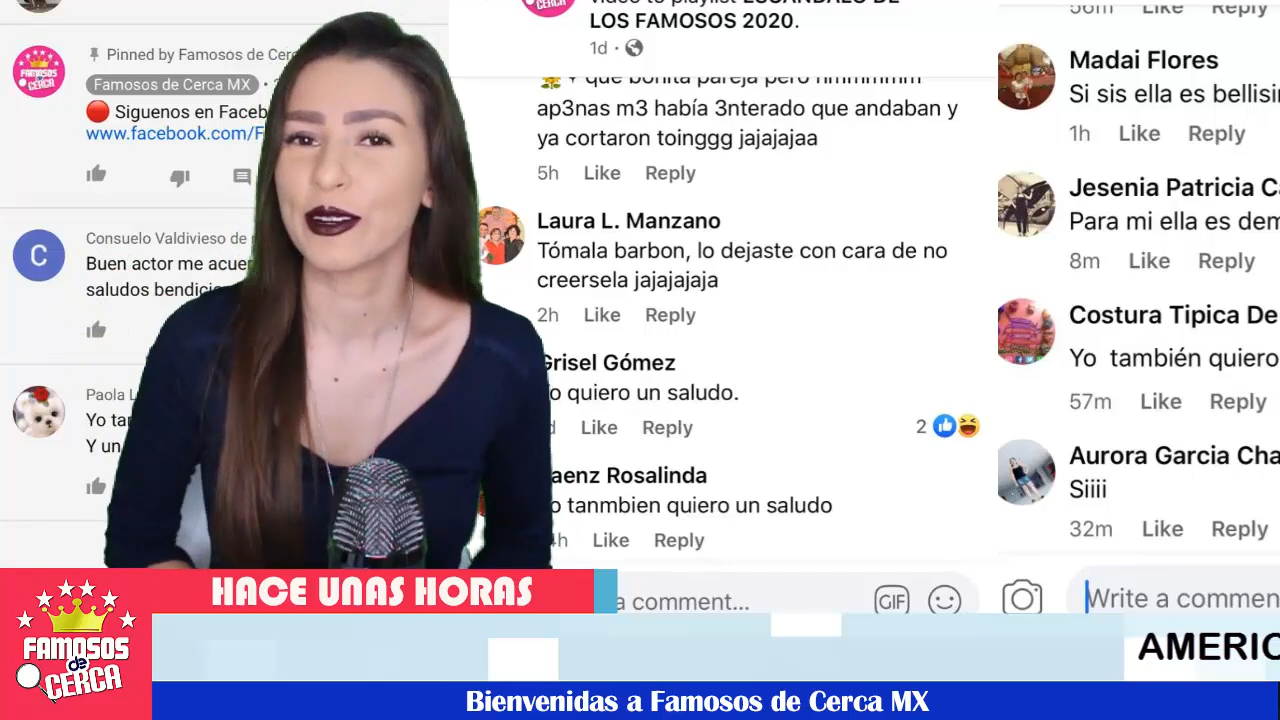 Pinned by Famosos de Cerc
Famosos de Cerca MX
Siguenos en Faceb
www.facebook.com/F
Consuelo Valdivieso de
Buen actor me acue
saludos bendici
Paola L
Yo ta
Y un
LOS FAMOSOS 2020.
1d
Y que bonita pareja pero hmmmmm
ap3nas m3 había 3nterado que andaban y
ya cortaron toinggg jajajajaa
5h Like Reply
Laura L. Manzano
Tómala barbon, lo dejaste con cara de no
creersela jajajajaja
2h Like Reply
Grisel Gómez
o quiero un saludo.
d Like Reply
2
aenz Rosalinda
o tanmbien quiero un saludo
h Like Reply
a comment...
GIF
56m Like Reply
Madai Flores
Si sis ella es bellisi
1h Like Reply
Jesenia Patricia C
Para mi ella es dem
8m Like Reply
Costura Tipica De
Yo también quiero
57m Like Reply
Aurora Garcia Cha
Siiii
32m Like Reply
Write a commen
HACE UNAS HORAS
FAMOSOS
de
CERCA
AMERIC
Bienvenidas a Famosos de Cerca MX